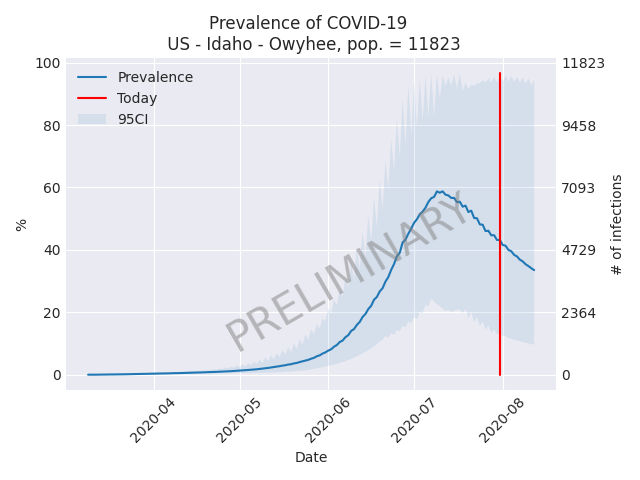 Prevalence of COVID-19
US - Idaho - Owyhee, pop. = 11823
Prevalence
Today
95CI
100
80
60
40
20
0
%
11823
9458
7093
4729
2364
0
# of infections
PRELIMINARY
2020-04
2020-05
2020-06
2020-07
2020-08
Date